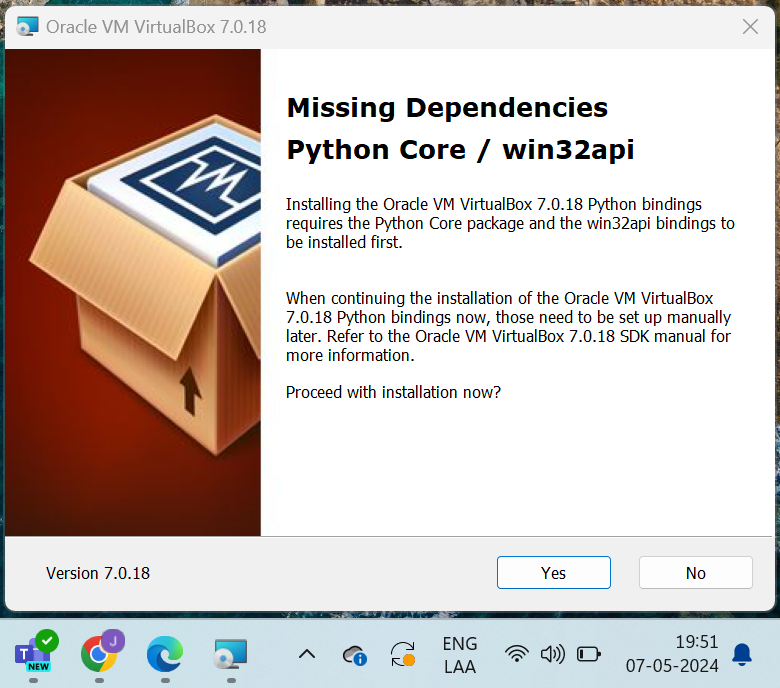 Oracle VM VirtualBox 7.0.18
Missing Dependencies
Python Core / win32api
Installing the Oracle VM VirtualBox 7.0.18 Python bindings
requires the Python Core package and the win32api bindings to
be installed first.
When continuing the installation of the Oracle VM VirtualBox
7.0.18 Python bindings now, those need to be set up manually
later. Refer to the Oracle VM VirtualBox 7.0.18 SDK manual for
more information.
Proceed with installation now?
Version 7.0.18
Yes
No
T
NEW
J
ENG
LAA
19:51
07-05-2024